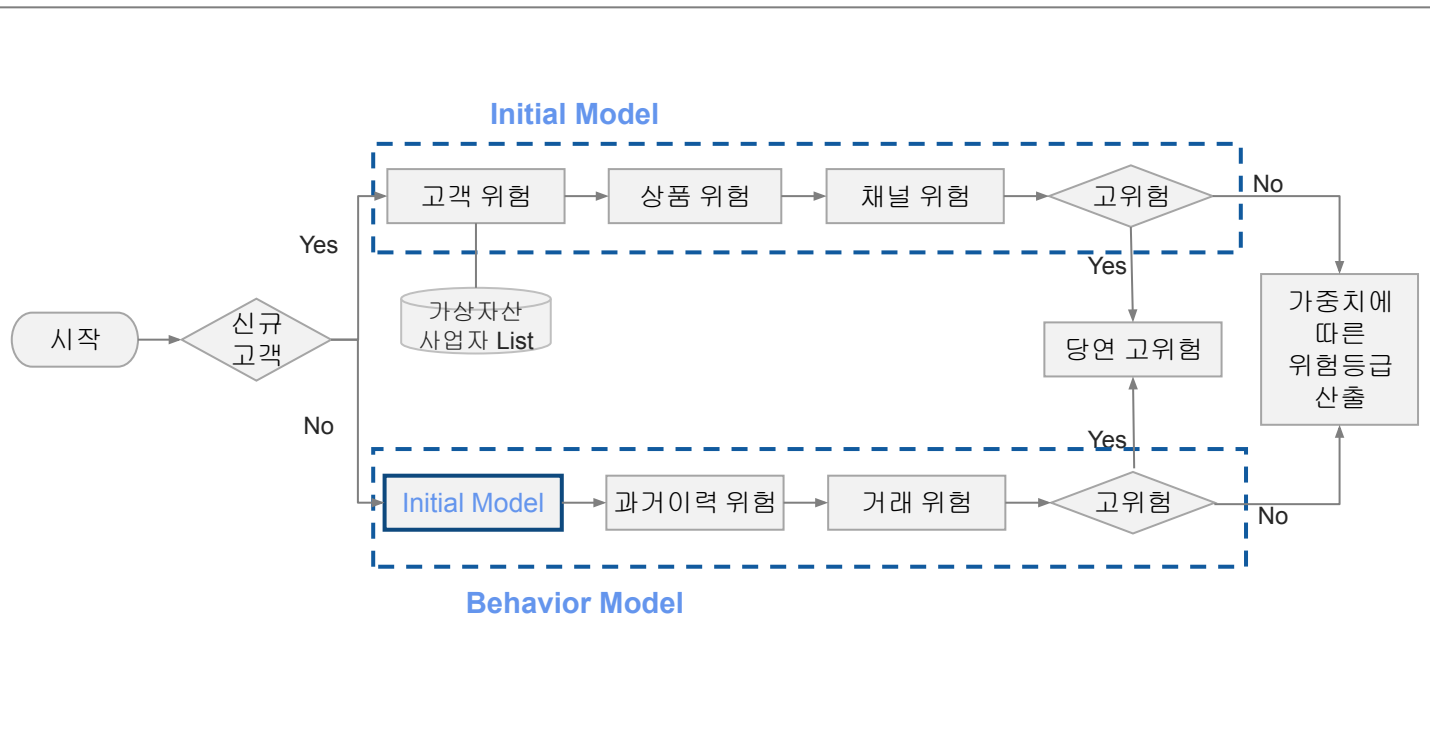 Initial Model
고객 위험
상품 위험
채널 위험
고위험
No
Yes
Yes
가상자산
사업자 List
시작
신규
고객
당연 고위험
가중치에
따른
위험등급
산출
No
Yes
Initial Model
과거이력 위험
거래 위험
고위험
No
Behavior Model